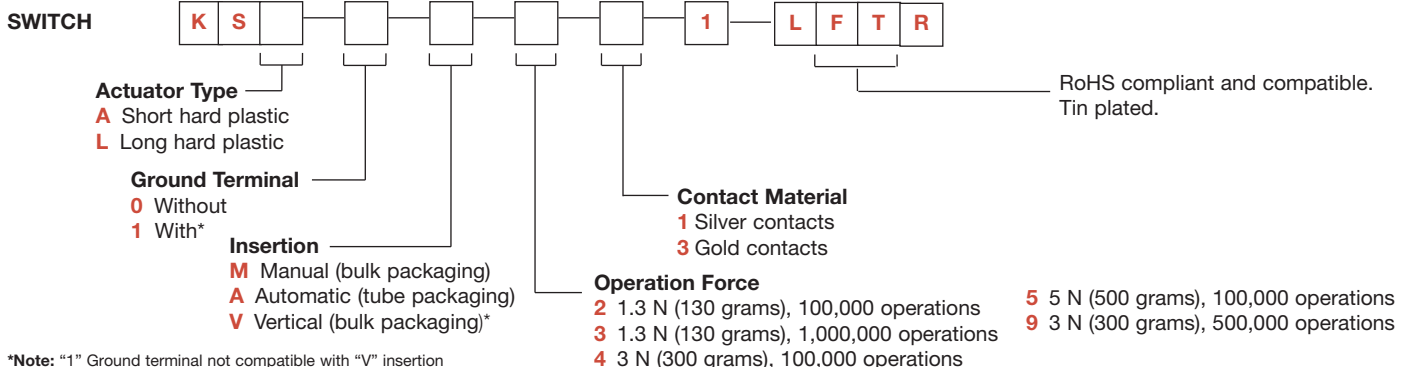 SWITCH K S 1 L F T R
RoHS compliant and compatible.
Tin plated.
Actuator Type
A Short hard plastic
L Long hard plastic
Ground Terminal
0 Without
1 With*
Insertion
M Manual (bulk packaging)
A Automatic (tube packaging)
V Vertical (bulk packaging)*
Contact Material
1 Silver contacts
3 Gold contacts
Operation Force
2 1.3 N (130 grams), 100,000 operations
3 1.3 N (130 grams), 1,000,000 operations
4 3 N (300 grams), 100,000 operations
5 5 N (500 grams), 100,000 operations
9 3 N (300 grams), 500,000 operations
*Note: “1” Ground terminal not compatible with “V” insertion